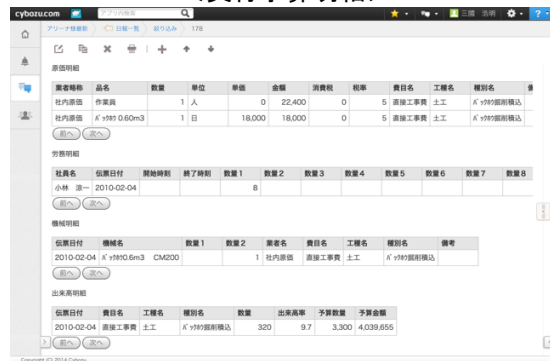 cybozu.com アプリ内検索 三國 浩明
アリーナ様最新 日報一覧 絞り込み 178
原価明細
業者略称 品名 数量 単位 単価 金額 消費税 税率 費目名 工種名 種別名
社内原価 作業員 1 人 0 22,400 0 5 直接工事費 土工 ﾊﾞｯｸﾎｳ掘削積込
社内原価 ﾊﾞｯｸﾎｳ 0.60m3 1 日 18,000 18,000 0 5 直接工事費 土工 ﾊﾞｯｸﾎｳ掘削積込
前へ 次へ
労務明細
社員名 伝票日付 開始時刻 終了時刻 数量1 数量2 数量3 数量4 数量5 数量6 数量7 数量8
小林 涼一 2010-02-04 8
前へ 次へ
機械明細
伝票日付 機械名 数量1 数量2 業者名 費目名 工種名 種別名 備考
2010-02-04 ﾊﾞｯｸﾎｳ0.6m3 CM200 1 社内原価 直接工事費 土工 ﾊﾞｯｸﾎｳ掘削積込
前へ 次へ
出来高明細
伝票日付 費目名 工種名 種別名 数量 出来高率 予算数量 予算金額
2010-02-04 直接工事費 土工 ﾊﾞｯｸﾎｳ掘削積込 320 9.7 3,300 4,039,655
前へ 次へ
Copyright (C) 2014 Cybozu